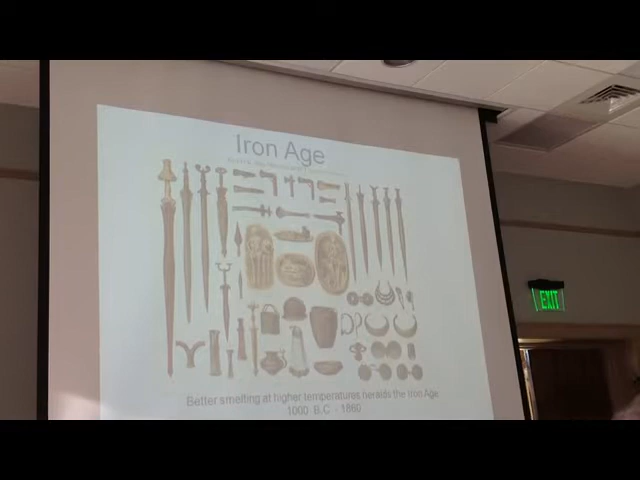 Iron Age
Better smelting at higher temperatures heralds the Iron Age
1000 B.C. - 1860
EXIT